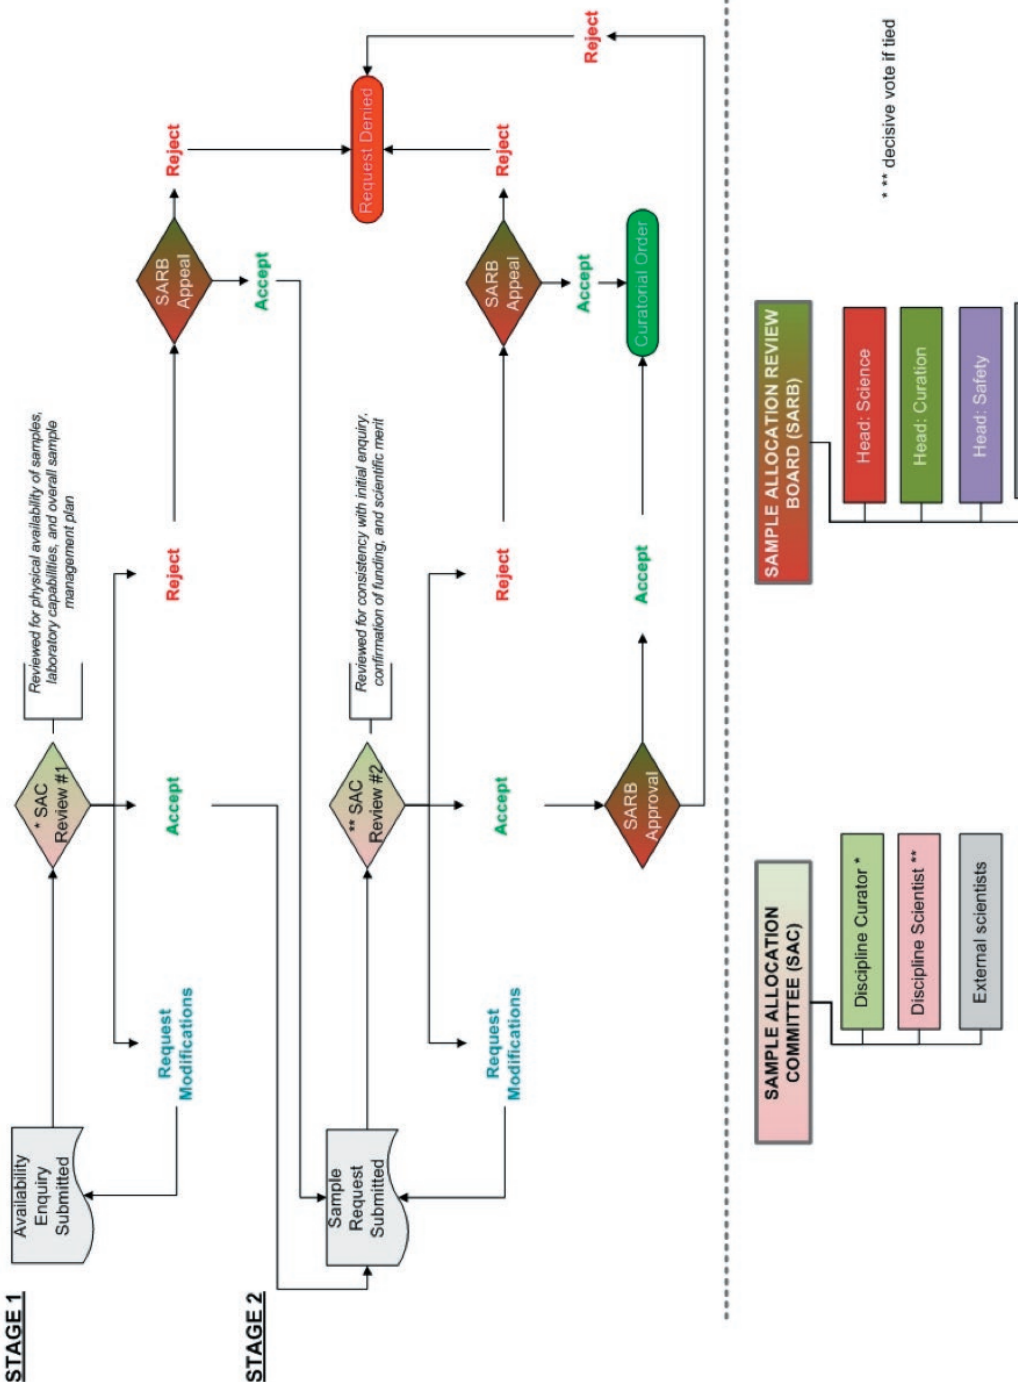 STAGE 1
Availability
Enquiry
Submitted
* SAC
Review #1
Reviewed for physical availability of samples,
laboratory capabilities, and overall sample
management plan
Request
Modifications
Accept
Reject
SARB
Appeal
Reject
Accept
STAGE 2
Sample
Request
Submitted
** SAC
Review #2
Reviewed for consistency with initial enquiry,
confirmation of funding, and scientific merit
Request Denied
Request
Modifications
Accept
Reject
SARB
Appeal
Reject
Accept
SARB
Approval
Accept
Curatorial Order
Reject
SAMPLE ALLOCATION
COMMITTEE (SAC)
Discipline Curator *
Discipline Scientist **
External scientists
SAMPLE ALLOCATION REVIEW
BOARD (SARB)
Head: Science
Head: Curation
Head: Safety
* ** decisive vote if tied